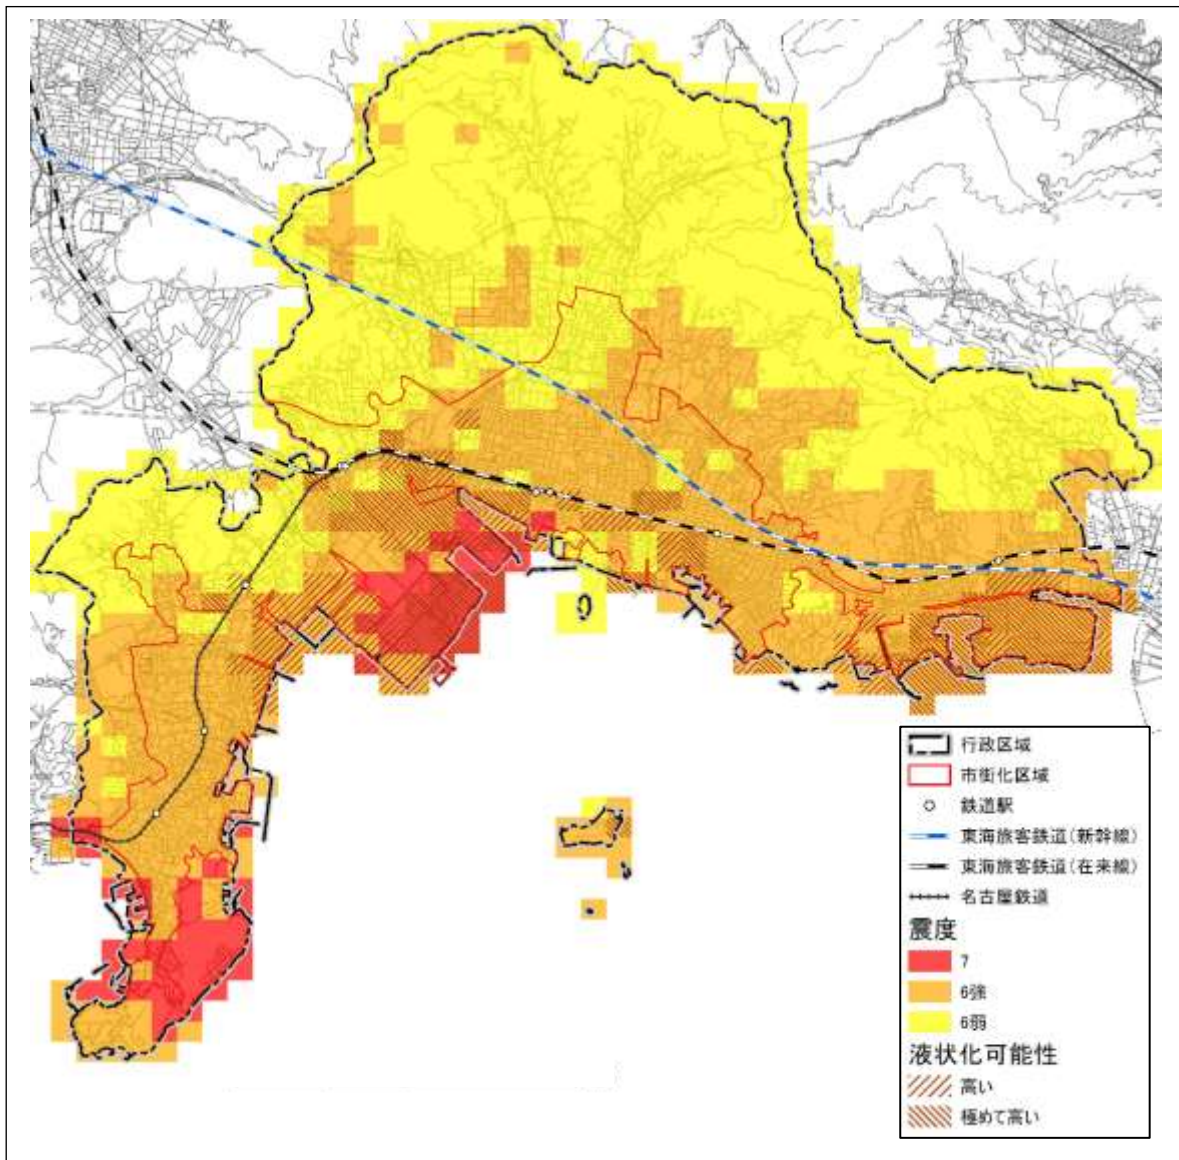 行政区域
市街化区域
鉄道駅
東海旅客鉄道(新幹線)
東海旅客鉄道(在来線)
名古屋鉄道
震度
7
6強
6弱
液状化可能性
高い
極めて高い